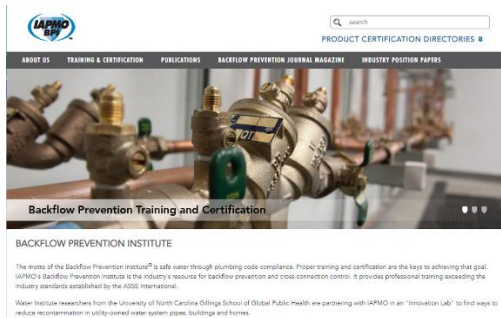 IAPMO
BPI
search
PRODUCT CERTIFICATION DIRECTORIES
ABOUT US TRAINING & CERTIFICATION PUBLICATIONS BACKFLOW PREVENTION JOURNAL MAGAZINE INDUSTRY POSITION PAPERS
QT
Backflow Prevention Training and Certification
BACKFLOW PREVENTION INSTITUTE
The motto of the Backflow Prevention Institute® is safe water through plumbing code compliance. Proper training and certification are the keys to achieving that goal.
IAPMO's Backflow Prevention Institute is the industry's resource for backflow prevention and cross-connection control. It provides professional training exceeding the
industry standards established by the ASSE International.
Water Institute researchers from the University of North Carolina Gillings School of Global Public Health are partnering with IAPMO in an "Innovation Lab" to find ways to
reduce recontamination in utility-owned water system pipes, buildings and homes.